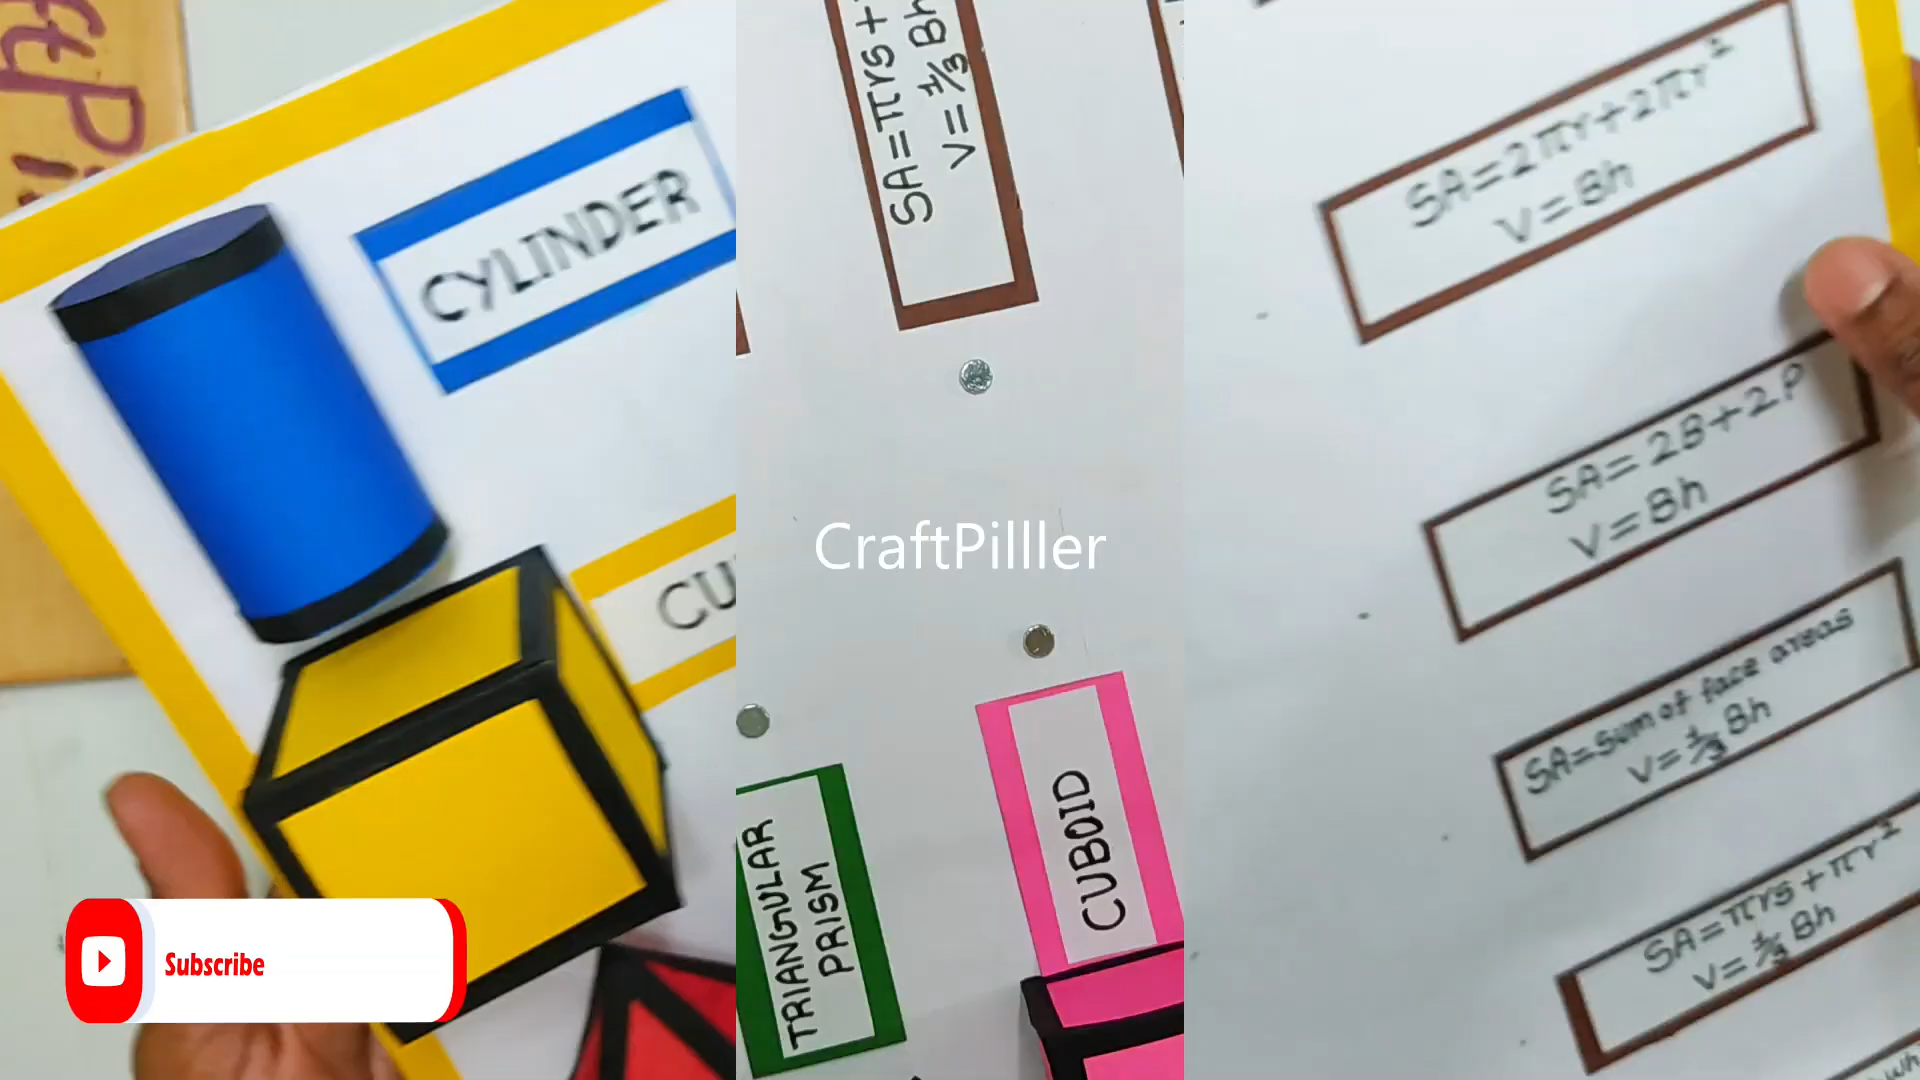 CYLINDER
CU
Subscribe
SA=πrs+
V=⅓Bh
CraftPilller
TRIANGULAR
PRISM
CUBOID
SA=2πr+2πr²
V=Bh
SA=2B+2P
V=Bh
SA=sum of face areas
V=⅓Bh
SA=πrs+πr²
V=⅓Bh